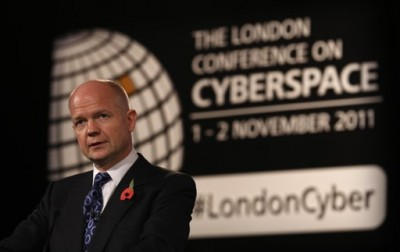 THE LONDON
CONFERENCE ON
CYBERSPACE
1 - 2 NOVEMBER 2011
#LondonCyber